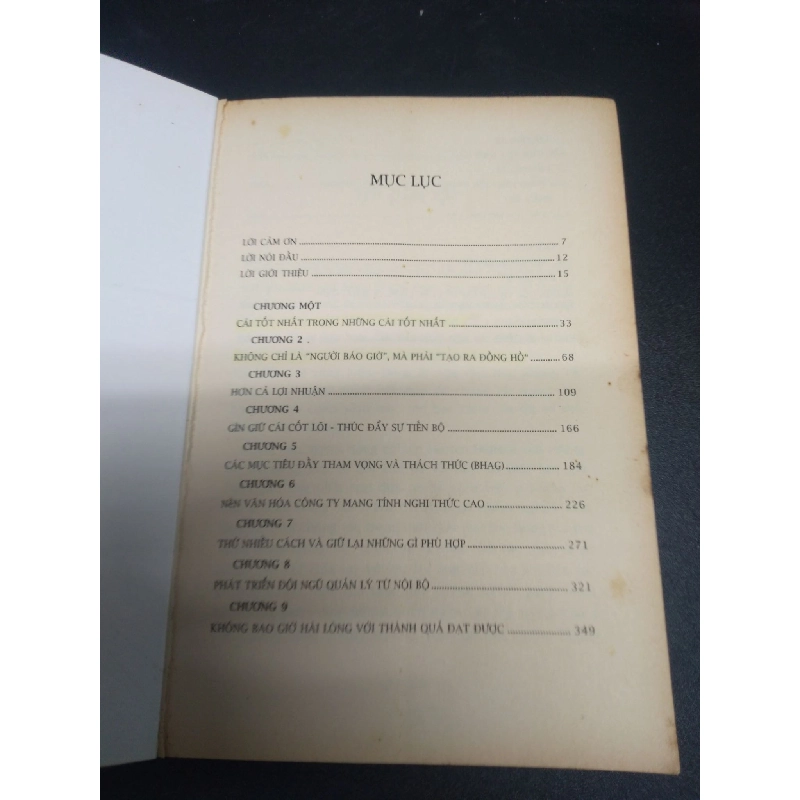 MỤC LỤC
LỜI CẢM ƠN 7
LỜI NÓI ĐẦU 12
LỜI GIỚI THIỆU 15
CHƯƠNG MỘT
CÁI TỐT NHẤT TRONG NHỮNG CÁI TỐT NHẤT 33
CHƯƠNG 2 .
KHÔNG CHỈ LÀ "NGƯỜI BÁO GIỜ", MÀ PHẢI "TẠO RA ĐỒNG HỒ" 68
CHƯƠNG 3
HƠN CẢ LỢI NHUẬN 109
CHƯƠNG 4
GÌN GIỮ CÁI CỐT LÕI - THÚC ĐẨY SỰ TIẾN BỘ 166
CHƯƠNG 5
CÁC MỤC TIÊU ĐẦY THAM VỌNG VÀ THÁCH THỨC (BHAG) 184
CHƯƠNG 6
NỀN VĂN HÓA CÔNG TY MANG TÍNH NGHI THỨC CAO 226
CHƯƠNG 7
THỬ NHIỀU CÁCH VÀ GIỮ LẠI NHỮNG GÌ PHÙ HỢP 271
CHƯƠNG 8
PHÁT TRIỂN ĐỘI NGŨ QUẢN LÝ TỪ NỘI BỘ 321
CHƯƠNG 9
KHÔNG BAO GIỜ HÀI LÒNG VỚI THÀNH QUẢ ĐẠT ĐƯỢC 349